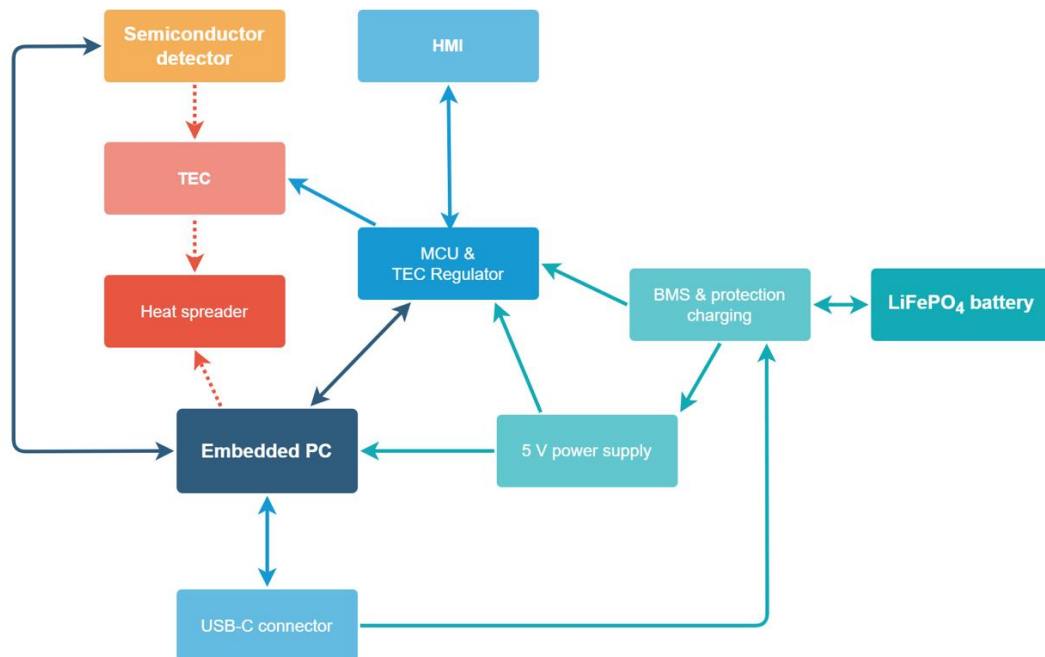 Semiconductor
detector
HMI
TEC
MCU &
TEC Regulator
Heat spreader
BMS & protection
charging
LiFePO₄ battery
Embedded PC
5 V power supply
USB-C connector